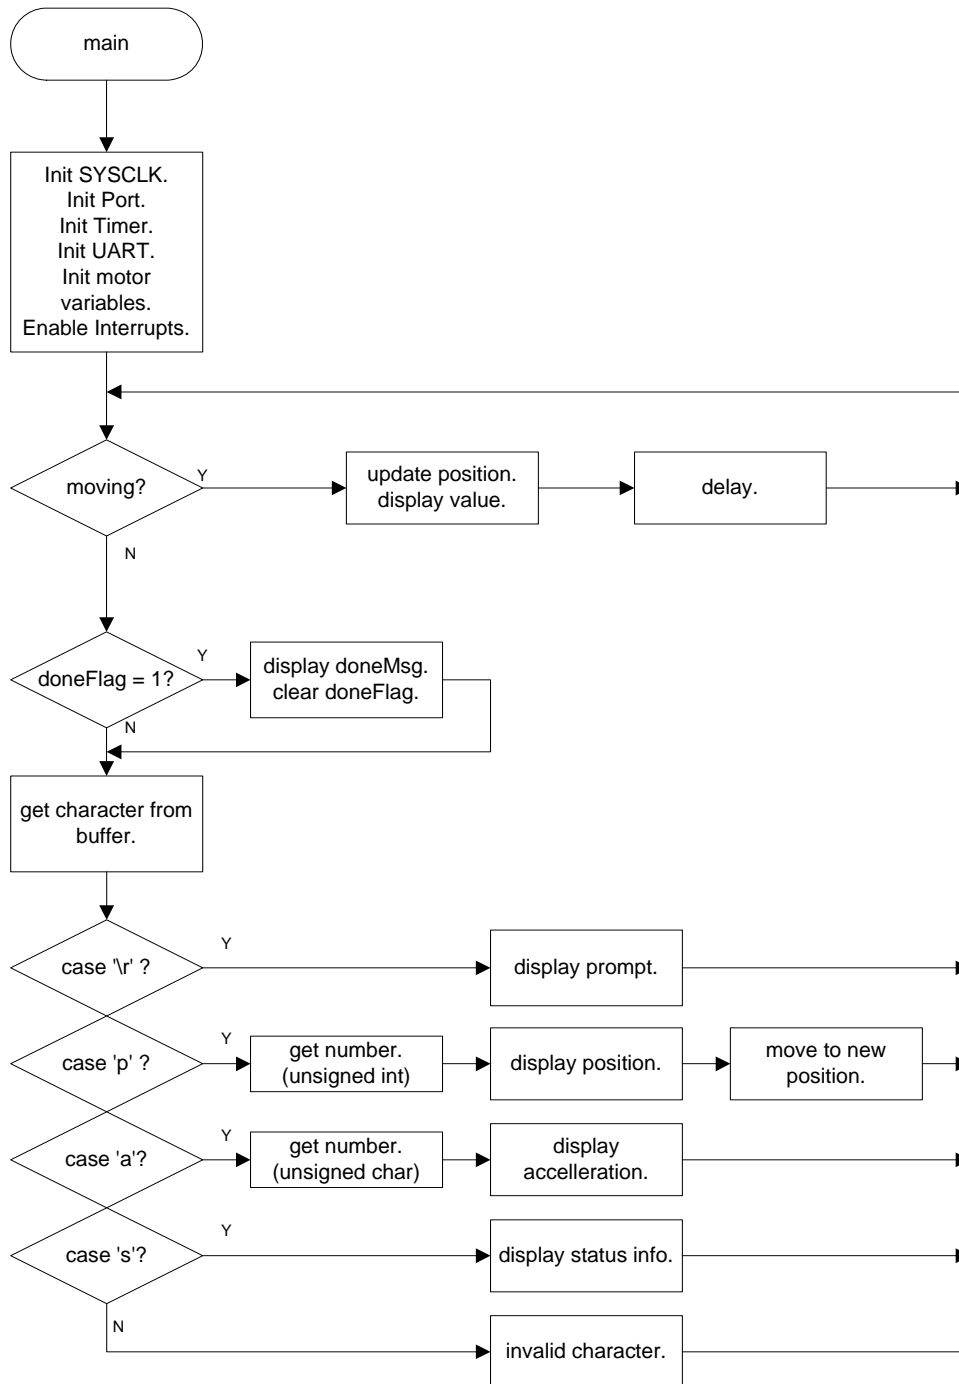 main
Init SYSCLK.
Init Port.
Init Timer.
Init UART.
Init motor
variables.
Enable Interrupts.
moving?
Y
update position.
display value.
delay.
N
doneFlag = 1?
Y
display doneMsg.
clear doneFlag.
N
get character from
buffer.
case '\r' ?
Y
display prompt.
case 'p' ?
Y
get number.
(unsigned int)
display position.
move to new
position.
case 'a'?
Y
get number.
(unsigned char)
display
accelleration.
case 's'?
Y
display status info.
N
invalid character.